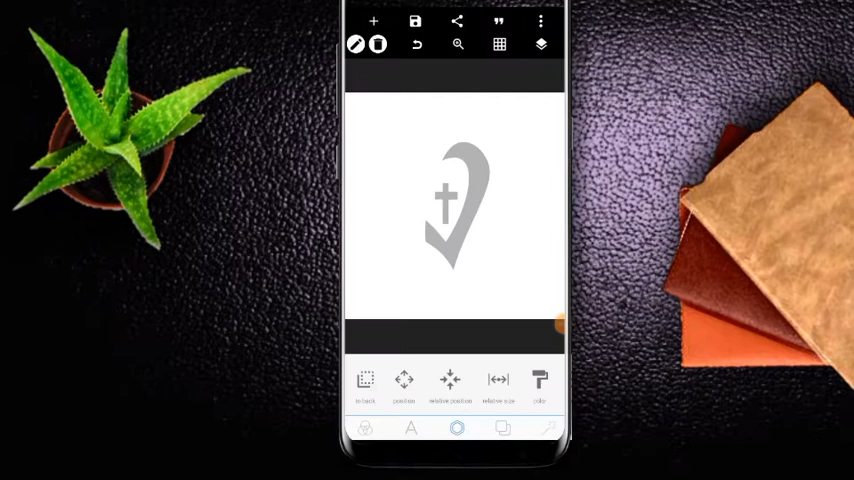 to back
position
relative position
relative size
color